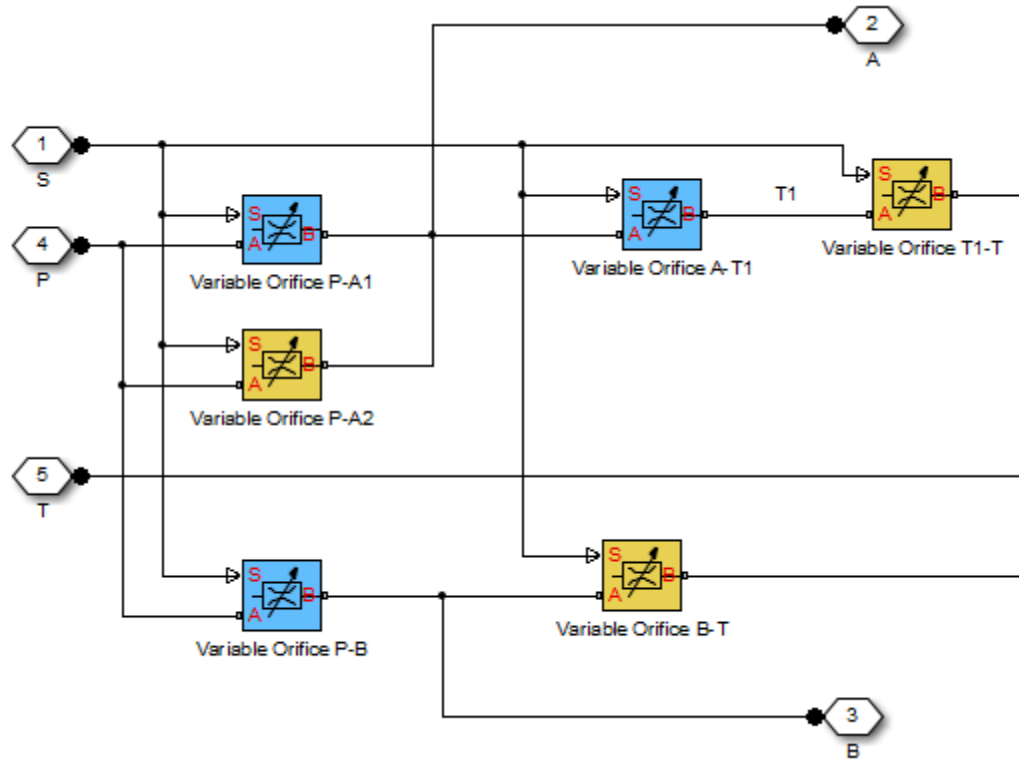 2
A
1
S
S
B
A
T1
Variable Orifice T1-T
S
B
A
Variable Orifice P-A1
S
B
A
Variable Orifice A-T1
4
P
S
B
A
Variable Orifice P-A2
5
T
S
B
A
Variable Orifice P-B
S
B
A
Variable Orifice B-T
3
B